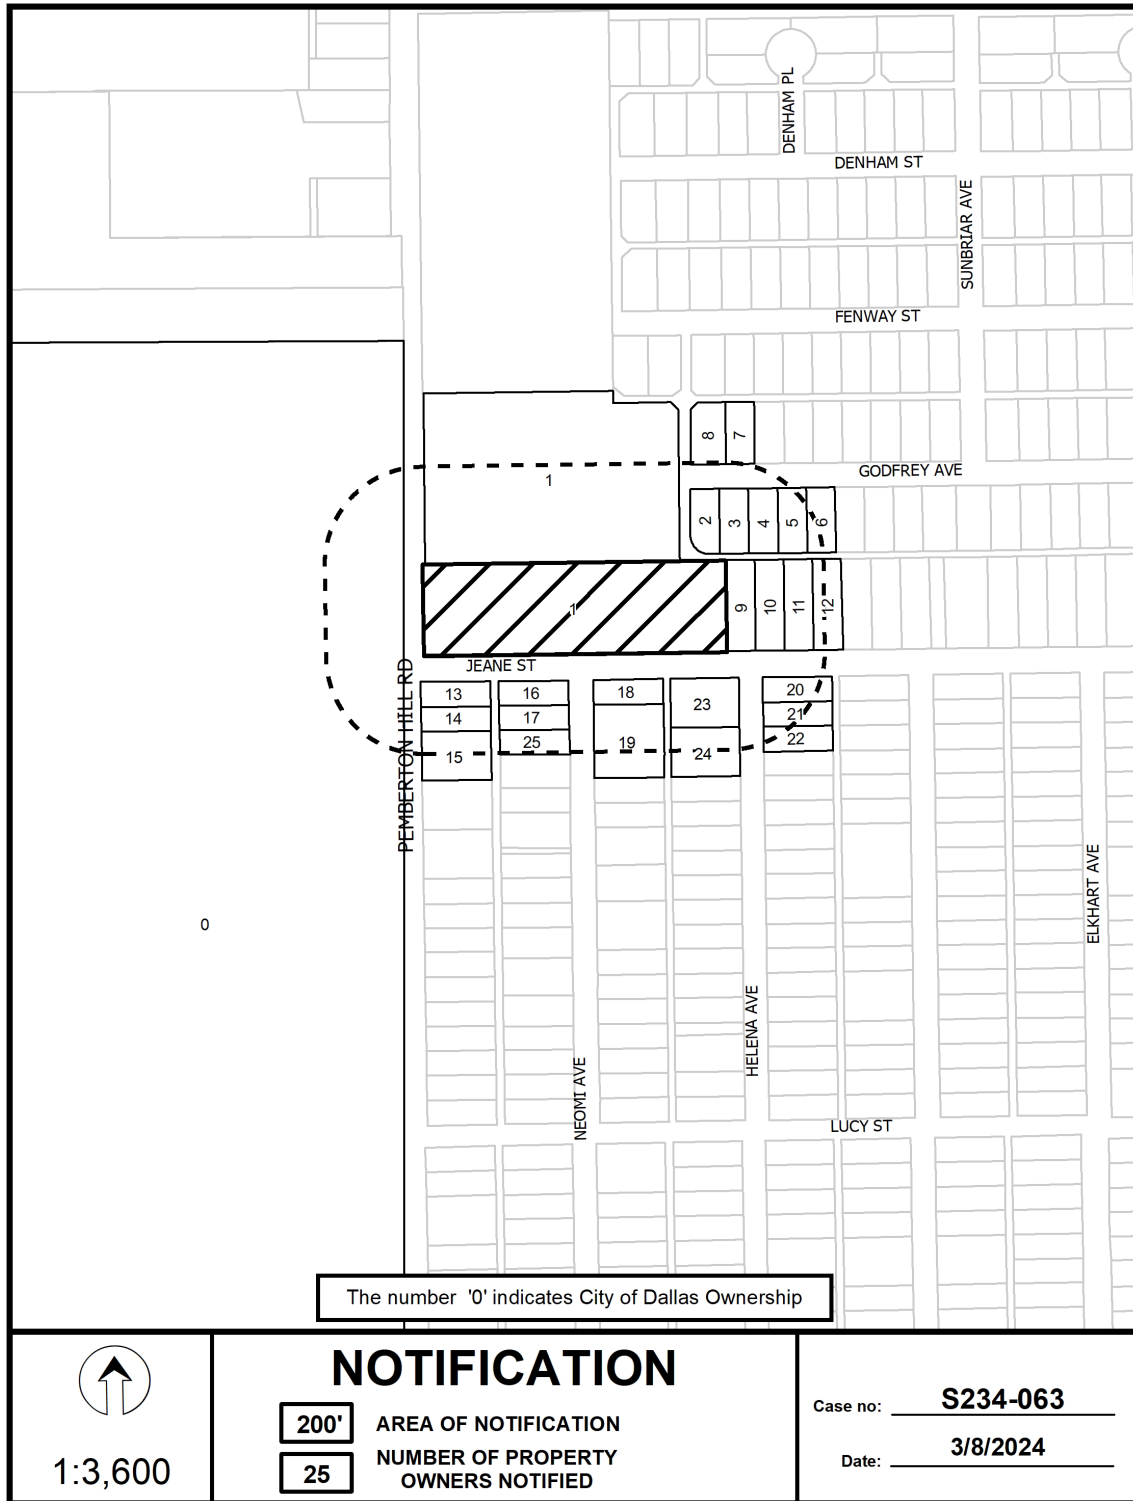 DENHAM PL
DENHAM ST
SUNBRIAR AVE
FENWAY ST
8
7
GODFREY AVE
1
2
3
4
5
6
1
9
10
11
12
JEANE ST
PEMBERTON HILL RD
13
16
18
23
20
14
17
21
15
25
19
24
22
ELKHART AVE
0
HELENA AVE
NEOMI AVE
LUCY ST
The number '0' indicates City of Dallas Ownership
1:3,600
NOTIFICATION
200' AREA OF NOTIFICATION
25 NUMBER OF PROPERTY
OWNERS NOTIFIED
Case no: S234-063
Date: 3/8/2024